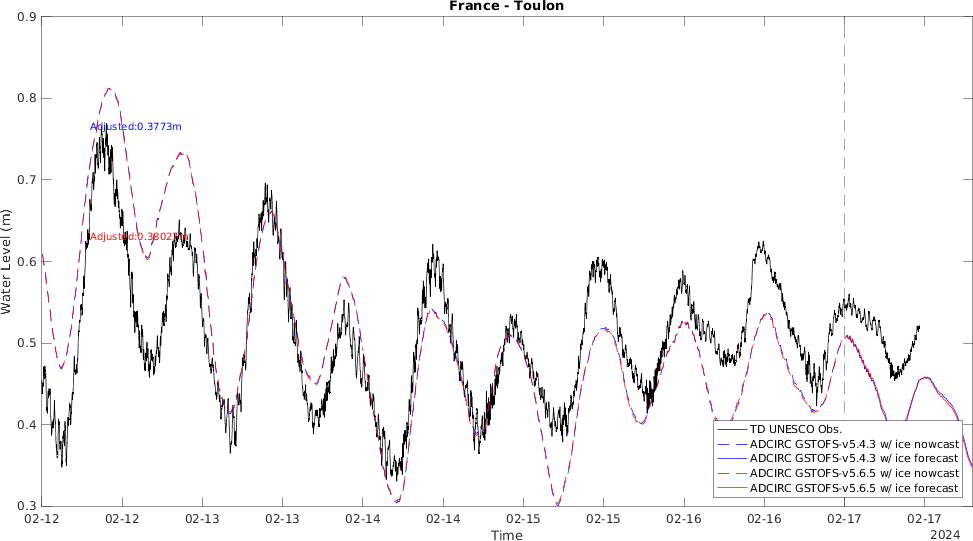 France - Toulon
0.9
0.8
0.7
0.6
0.5
0.4
0.3
Water Level (m)
Adjusted:0.3773m
Adjusted:0.38027m
TD UNESCO Obs.
ADCIRC GSTOFS-v5.4.3 w/ ice nowcast
ADCIRC GSTOFS-v5.4.3 w/ ice forecast
ADCIRC GSTOFS-v5.6.5 w/ ice nowcast
ADCIRC GSTOFS-v5.6.5 w/ ice forecast
02-12 02-12 02-13 02-13 02-14 02-14 02-15 02-15 02-16 02-16 02-17 02-17
2024
Time